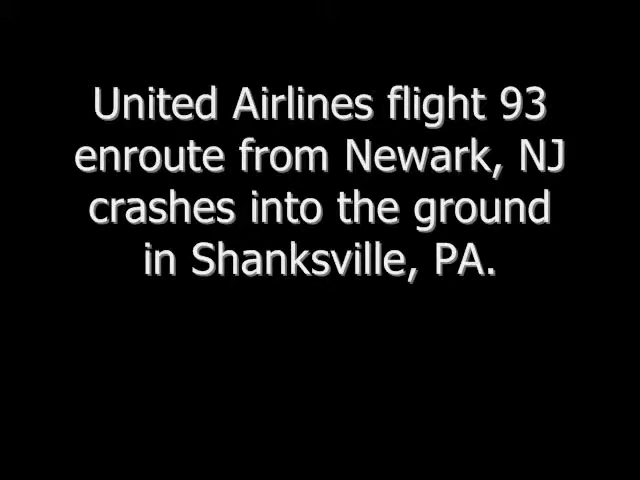 United Airlines flight 93
enroute from Newark, NJ
crashes into the ground
in Shanksville, PA.